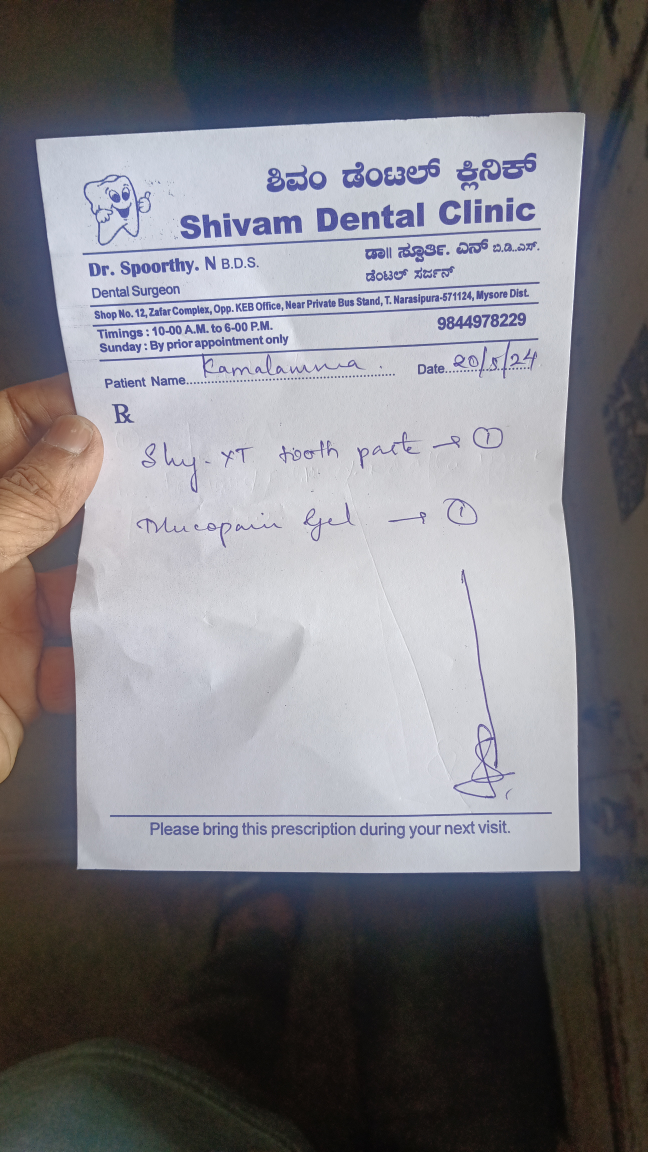 ಶಿವಂ ಡೆಂಟಲ್ ಕ್ಲಿನಿಕ್
Shivam Dental Clinic
Dr. Spoorthy. N B.D.S.
Dental Surgeon
ಡಾ|| ಸ್ಪೂರ್ತಿ. ಎನ್ ಬಿ.ಡಿ..ಎಸ್.
ಡೆಂಟಲ್ ಸರ್ಜನ್
Shop No. 12, Zafar Complex, Opp. KEB Office, Near Private Bus Stand, T. Narasipura-571124, Mysore Dist.
Timings : 10-00 A.M. to 6-00 P.M.
Sunday : By prior appointment only
9844978229
Patient Name Kamalamma Date 20/5/24
℞
Shy-XT tooth paste → ①
Mucopain Gel → ①
Please bring this prescription during your next visit.